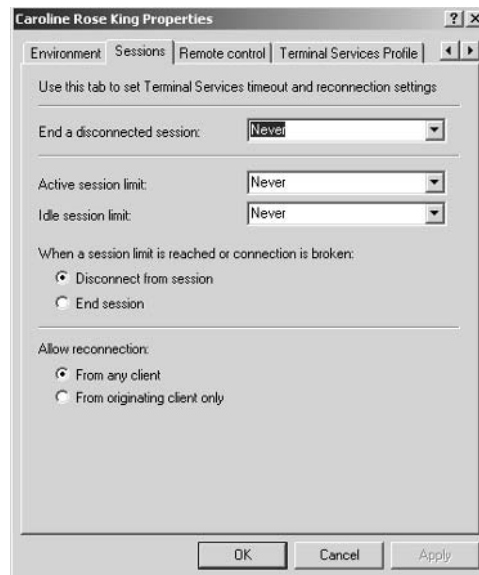 Caroline Rose King Properties
Environment Sessions Remote control Terminal Services Profile
Use this tab to set Terminal Services timeout and reconnection settings
End a disconnected session: Never
Active session limit: Never
Idle session limit: Never
When a session limit is reached or connection is broken:
Disconnect from session
End session
Allow reconnection:
From any client
From originating client only
OK Cancel Apply